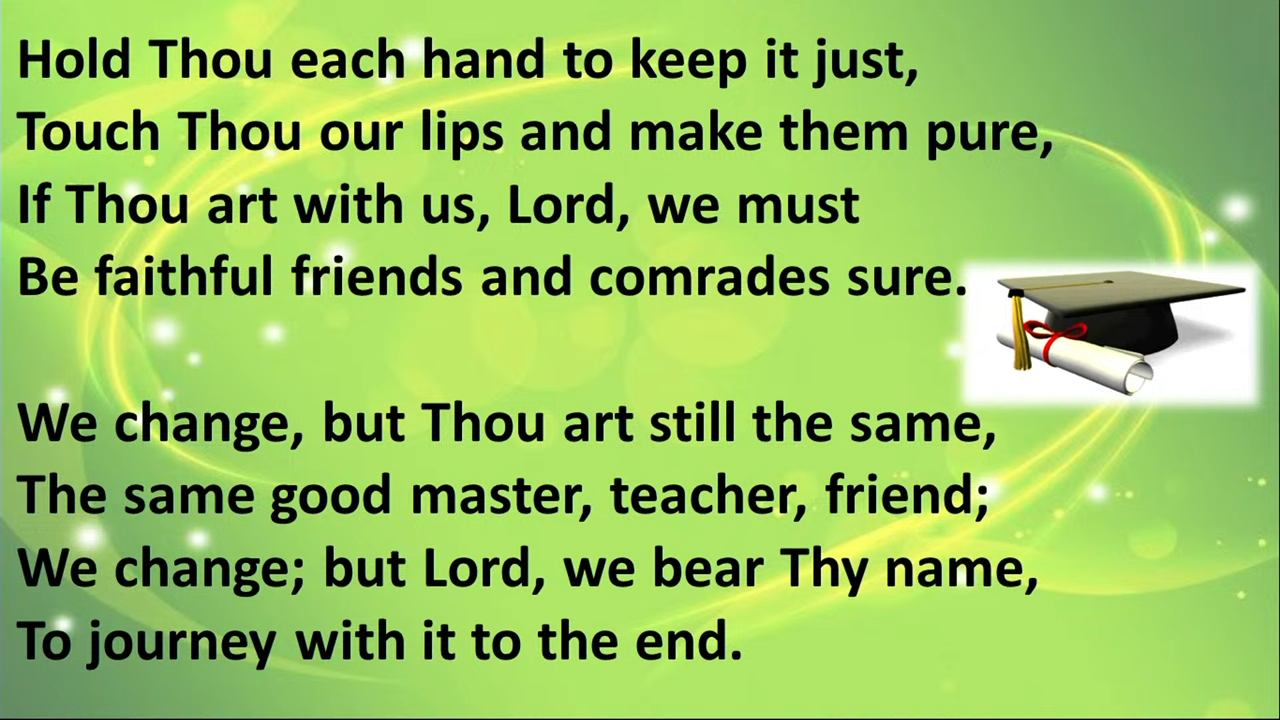 Hold Thou each hand to keep it just,
Touch Thou our lips and make them pure,
If Thou art with us, Lord, we must
Be faithful friends and comrades sure.
We change, but Thou art still the same,
The same good master, teacher, friend;
We change; but Lord, we bear Thy name,
To journey with it to the end.